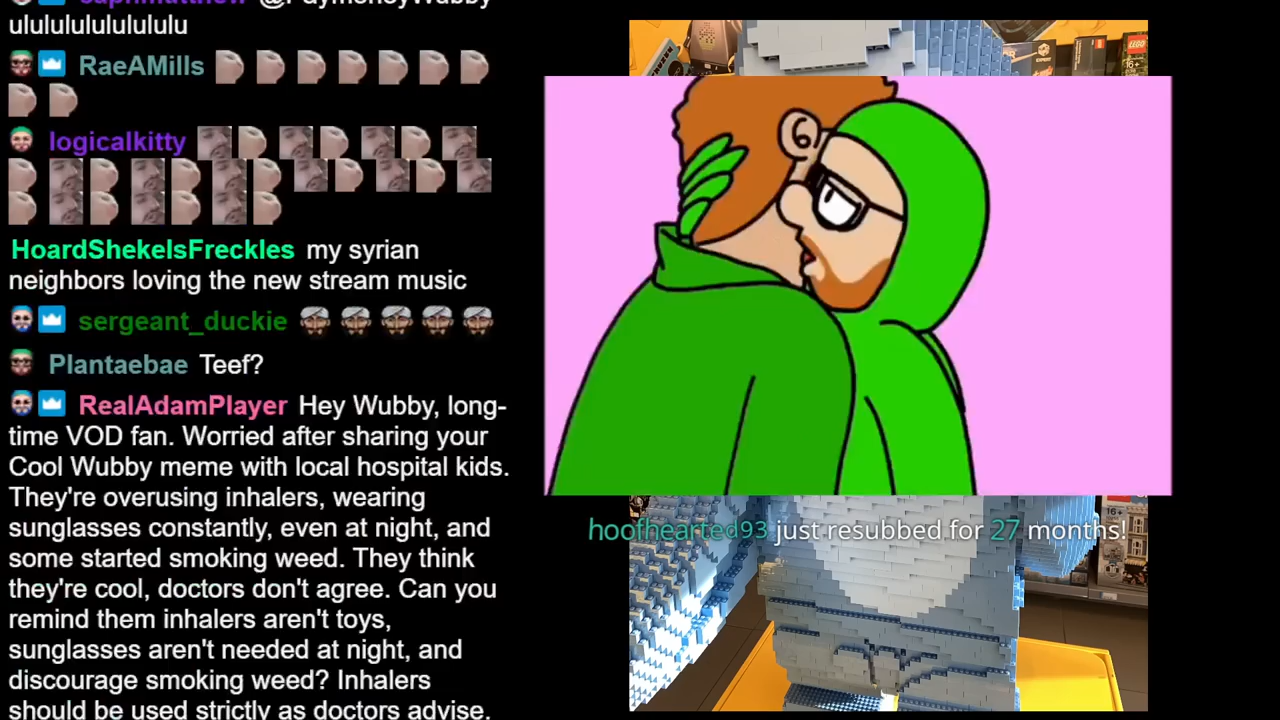 ulululululululu
RaeAMills
logicalkitty
HoardShekelsFreckles my syrian
neighbors loving the new stream music
sergeant_duckie
Plantaebae Teef?
RealAdamPlayer Hey Wubby, long-
time VOD fan. Worried after sharing your
Cool Wubby meme with local hospital kids.
They're overusing inhalers, wearing
sunglasses constantly, even at night, and
some started smoking weed. They think
they're cool, doctors don't agree. Can you
remind them inhalers aren't toys,
sunglasses aren't needed at night, and
discourage smoking weed? Inhalers
should be used strictly as doctors advise.
LEGO
16+
hoofhearted93 just resubbed for 27 months!
16+